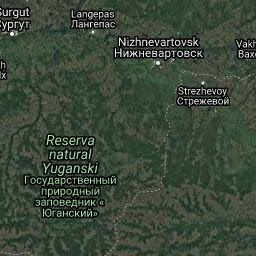 Surgut
Сургут
Langepas
Лангепас
Nizhnevartovsk
Нижневартовск
Strezhevoy
Стрежевой
Reserva
natural
Yuganski
Государственный
природный
заповедник «
Юганский»